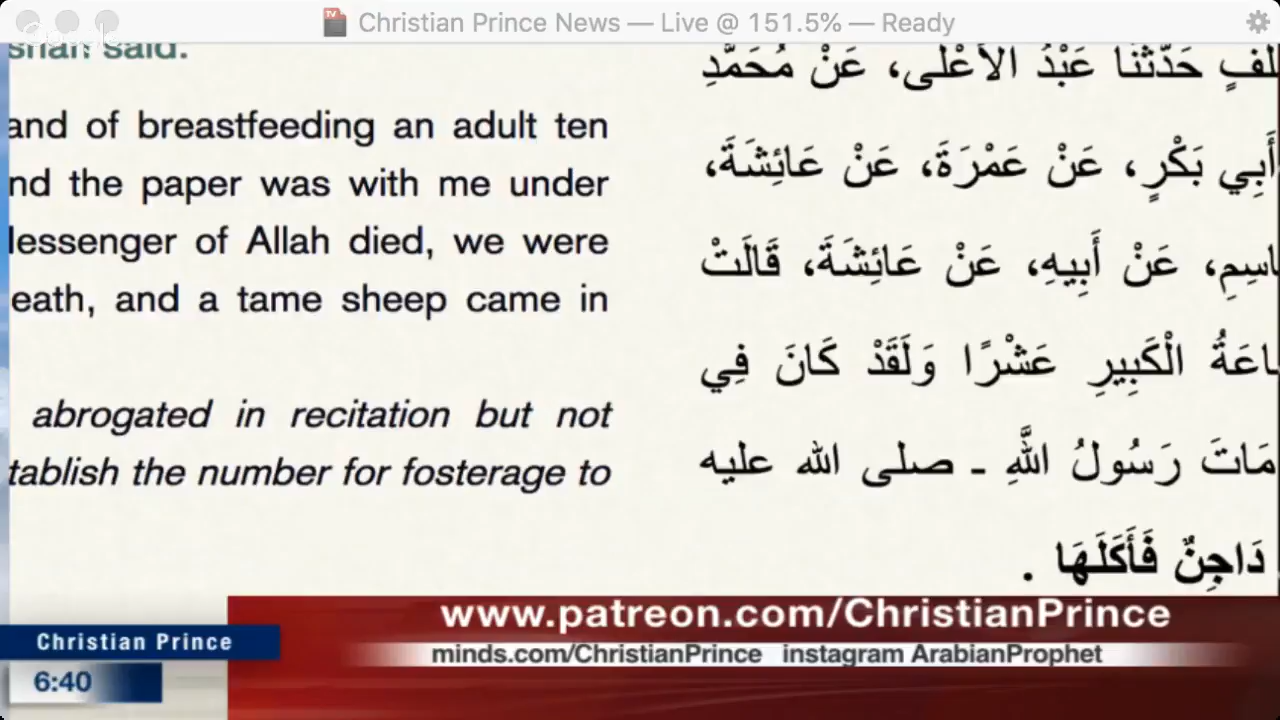 Christian Prince News — Live @ 151.5% — Ready
said.
and of breastfeeding an adult ten
nd the paper was with me under
lessenger of Allah died, we were
eath, and a tame sheep came in
abrogated in recitation but not
tablish the number for fosterage to
لفٍ حَدَّثَنَا عَبْدُ الأَعْلَى، عَنْ مُحَمَّدِ
أَبِي بَكْرٍ، عَنْ عَمْرَةَ، عَنْ عَائِشَةَ،
اسِمِ، عَنْ أَبِيهِ، عَنْ عَائِشَةَ، قَالَتْ
اعَةُ الْكَبِيرِ عَشْرًا وَلَقَدْ كَانَ فِي
مَاتَ رَسُولُ اللَّهِ ـ صلى الله عليه
دَاجِنٌ فَأَكَلَهَا .
www.patreon.com/ChristianPrince
Christian Prince
minds.com/ChristianPrince instagram ArabianProphet
6:40